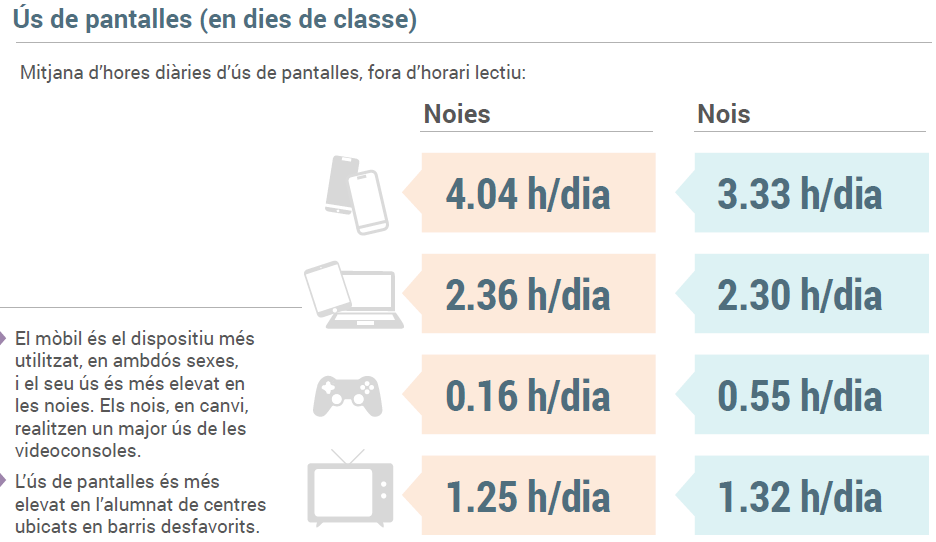 Ús de pantalles (en dies de classe)
Mitjana d’hores diàries d’ús de pantalles, fora d’horari lectiu:
Noies
Nois
4.04 h/dia
3.33 h/dia
2.36 h/dia
2.30 h/dia
0.16 h/dia
0.55 h/dia
1.25 h/dia
1.32 h/dia
El mòbil és el dispositiu més
utilitzat, en ambdós sexes,
i el seu ús és més elevat en
les noies. Els nois, en canvi,
realitzen un major ús de les
videoconsoles.
L’ús de pantalles és més
elevat en l’alumnat de centres
ubicats en barris desfavorits.